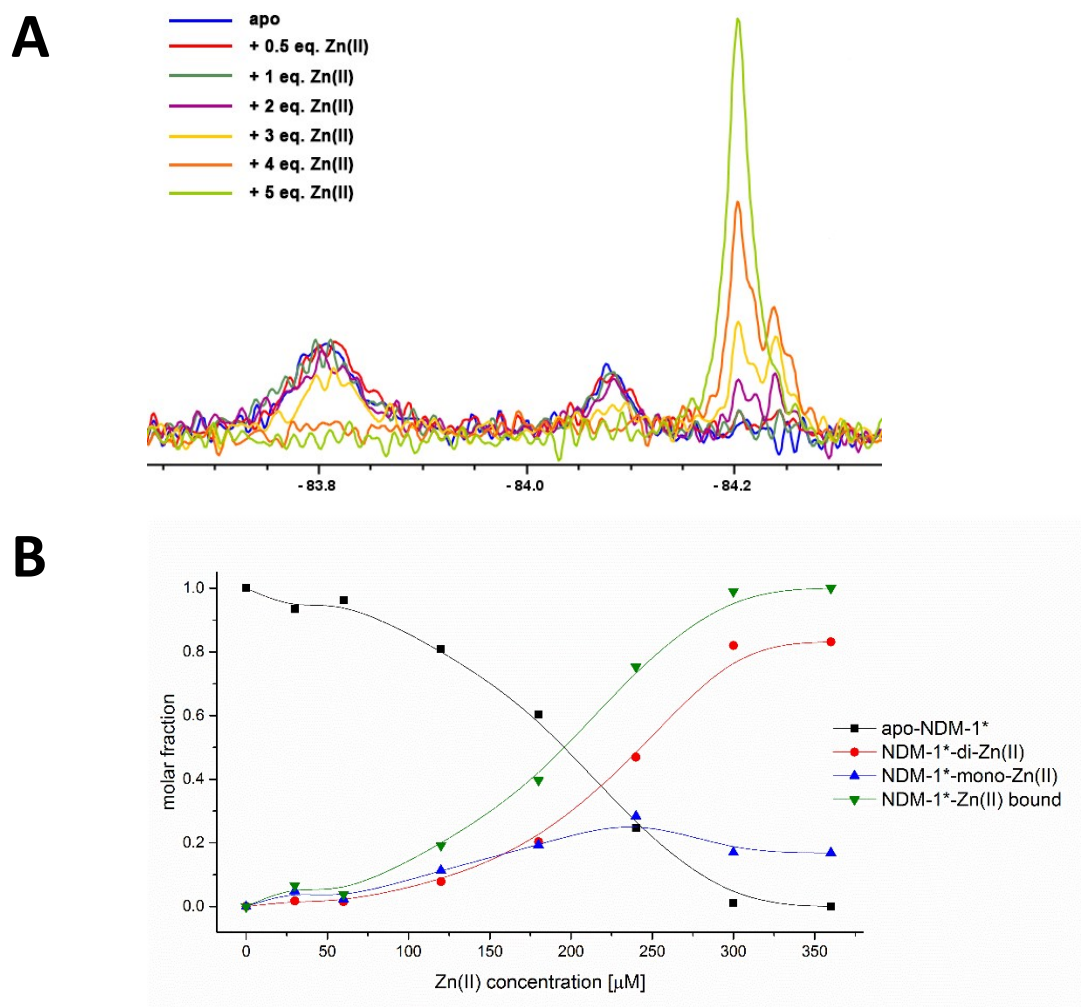 A
apo
+ 0.5 eq. Zn(II)
+ 1 eq. Zn(II)
+ 2 eq. Zn(II)
+ 3 eq. Zn(II)
+ 4 eq. Zn(II)
+ 5 eq. Zn(II)
-83.8 -84.0 -84.2
B
1.0
0.8
0.6
0.4
0.2
0.0
molar fraction
apo-NDM-1*
NDM-1*-di-Zn(II)
NDM-1*-mono-Zn(II)
NDM-1*-Zn(II) bound
0 50 100 150 200 250 300 350
Zn(II) concentration [µM]